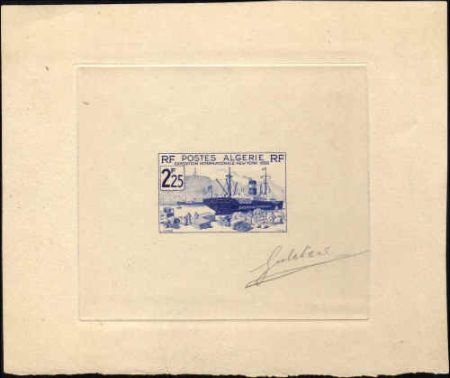 RF POSTES ALGERIE RF
EXPOSITION INTERNATIONALE NEW-YORK 1939
2F25